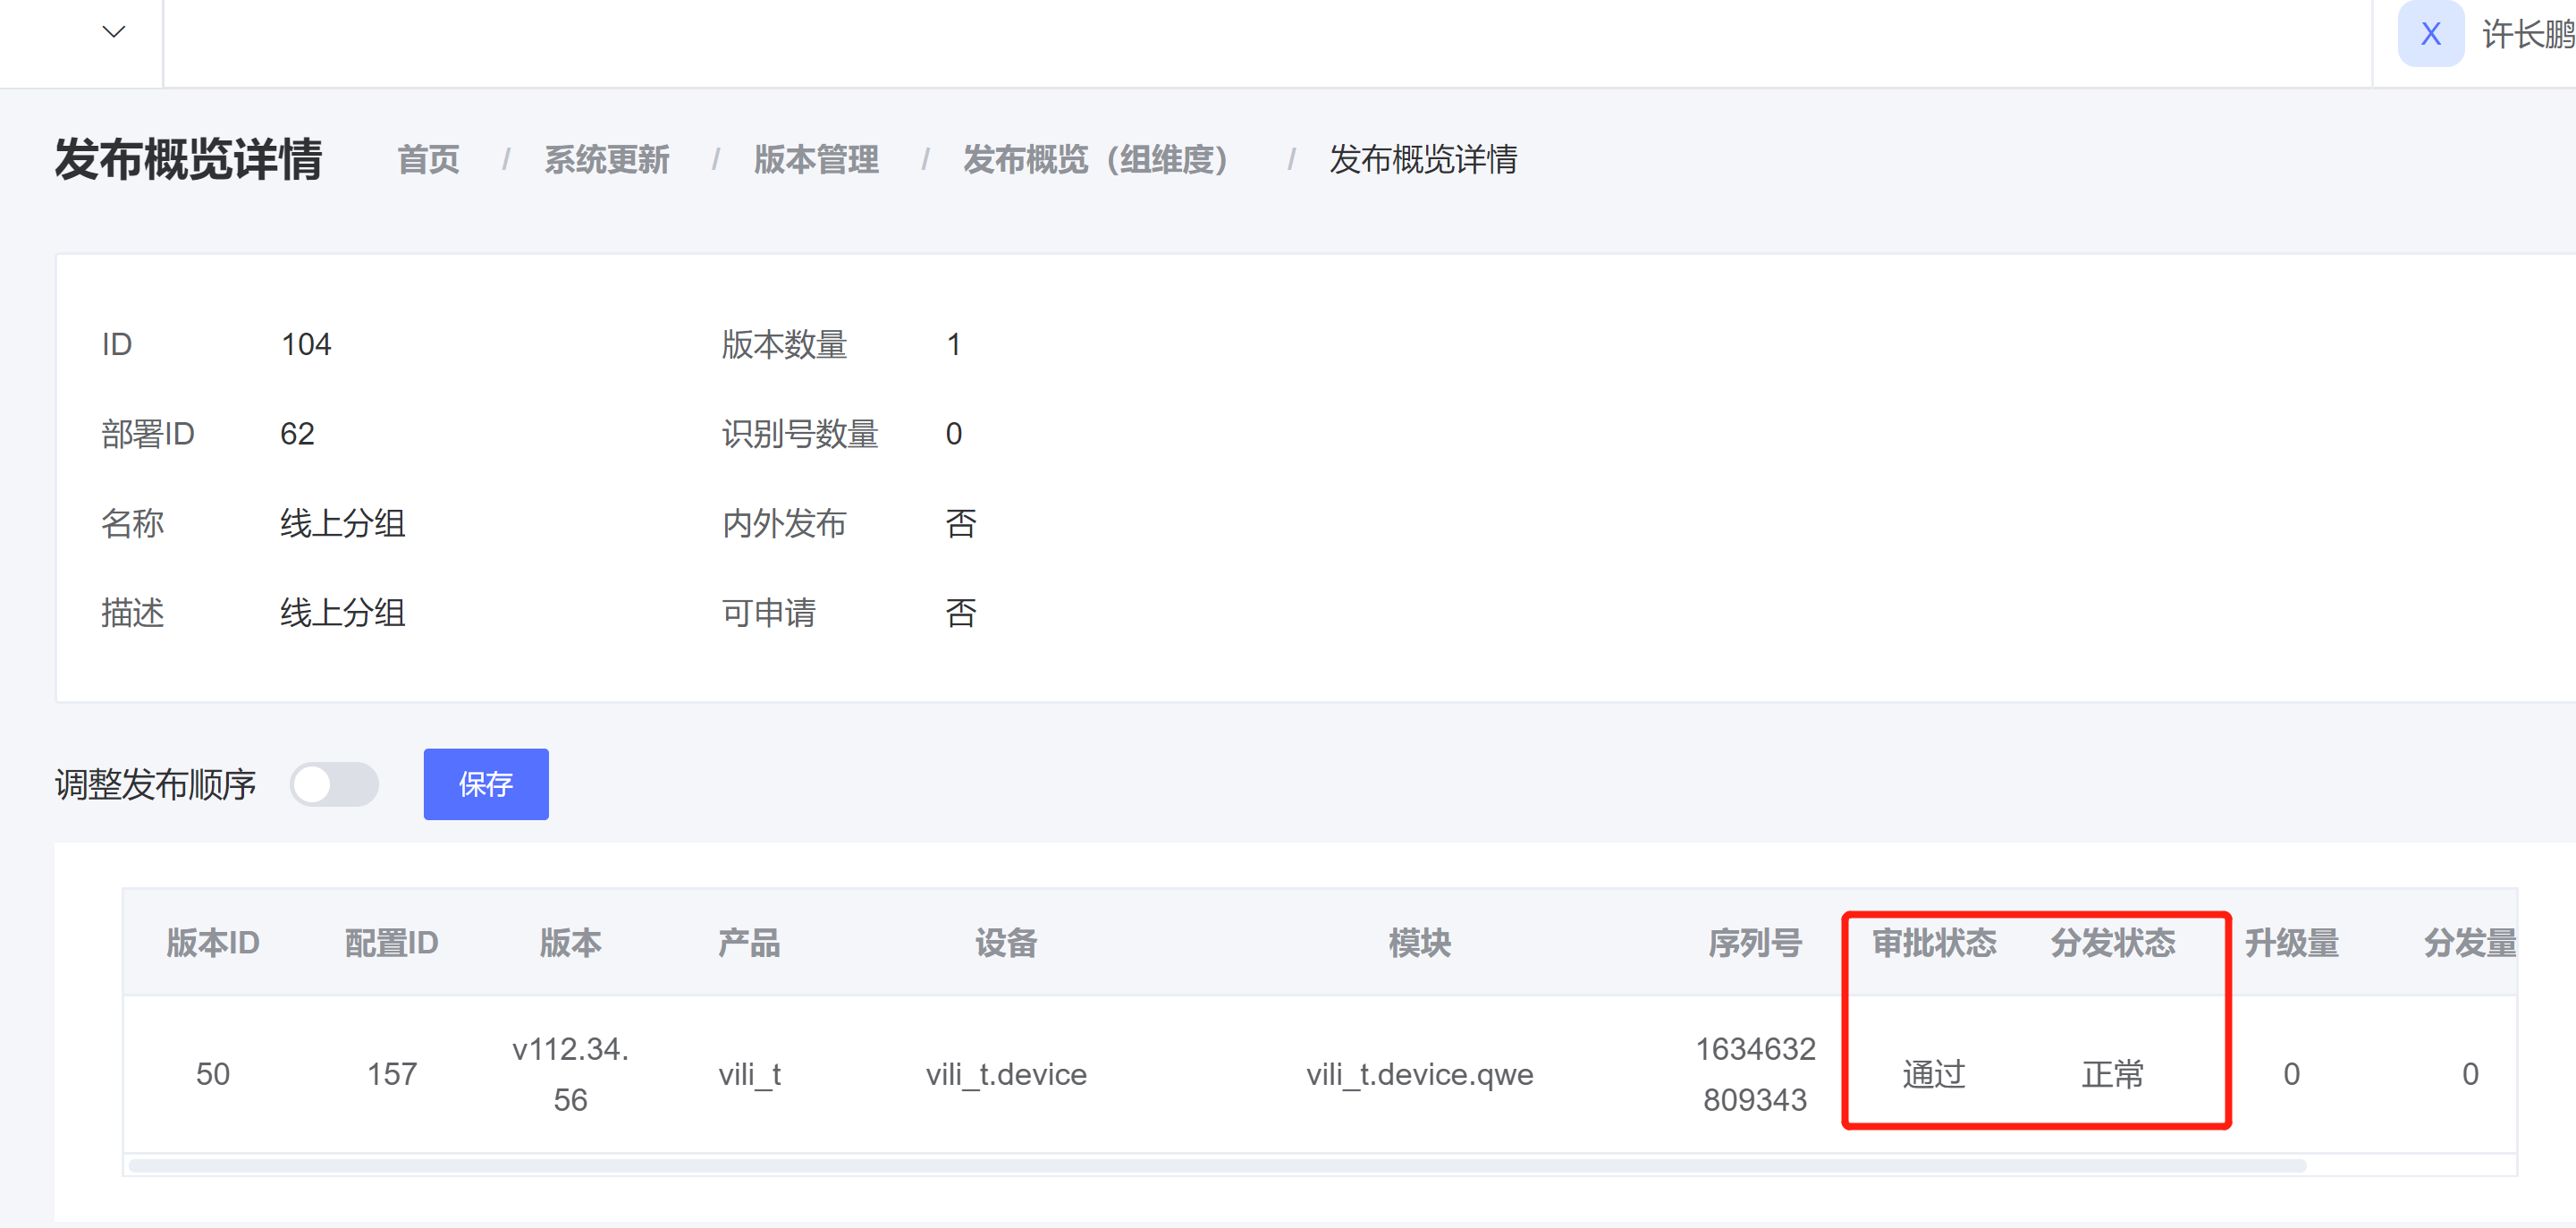 X 许长鹏
发布概览详情 首页 / 系统更新 / 版本管理 / 发布概览（组维度） / 发布概览详情
ID 104 版本数量 1
部署ID 62 识别号数量 0
名称 线上分组 内外发布 否
描述 线上分组 可申请 否
调整发布顺序 保存
版本ID 配置ID 版本 产品 设备 模块 序列号 审批状态 分发状态 升级量 分发量
50 157 v112.34.56 vili_t vili_t.device vili_t.device.qwe 1634632809343 通过 正常 0 0